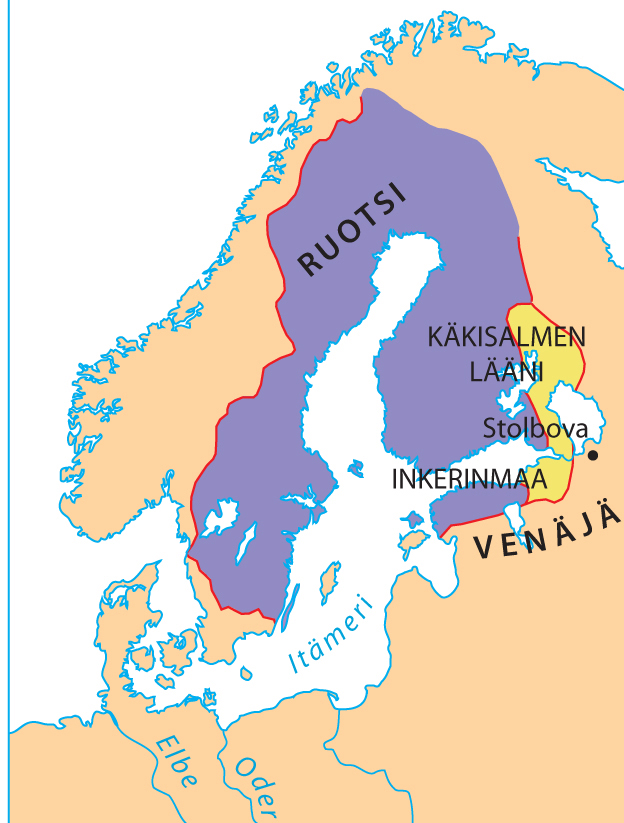 RUOTSI
KÄKISALMEN
LÄÄNI
Stolbova
INKERINMAA
VENÄJÄ
Itämeri
Elbe
Oder